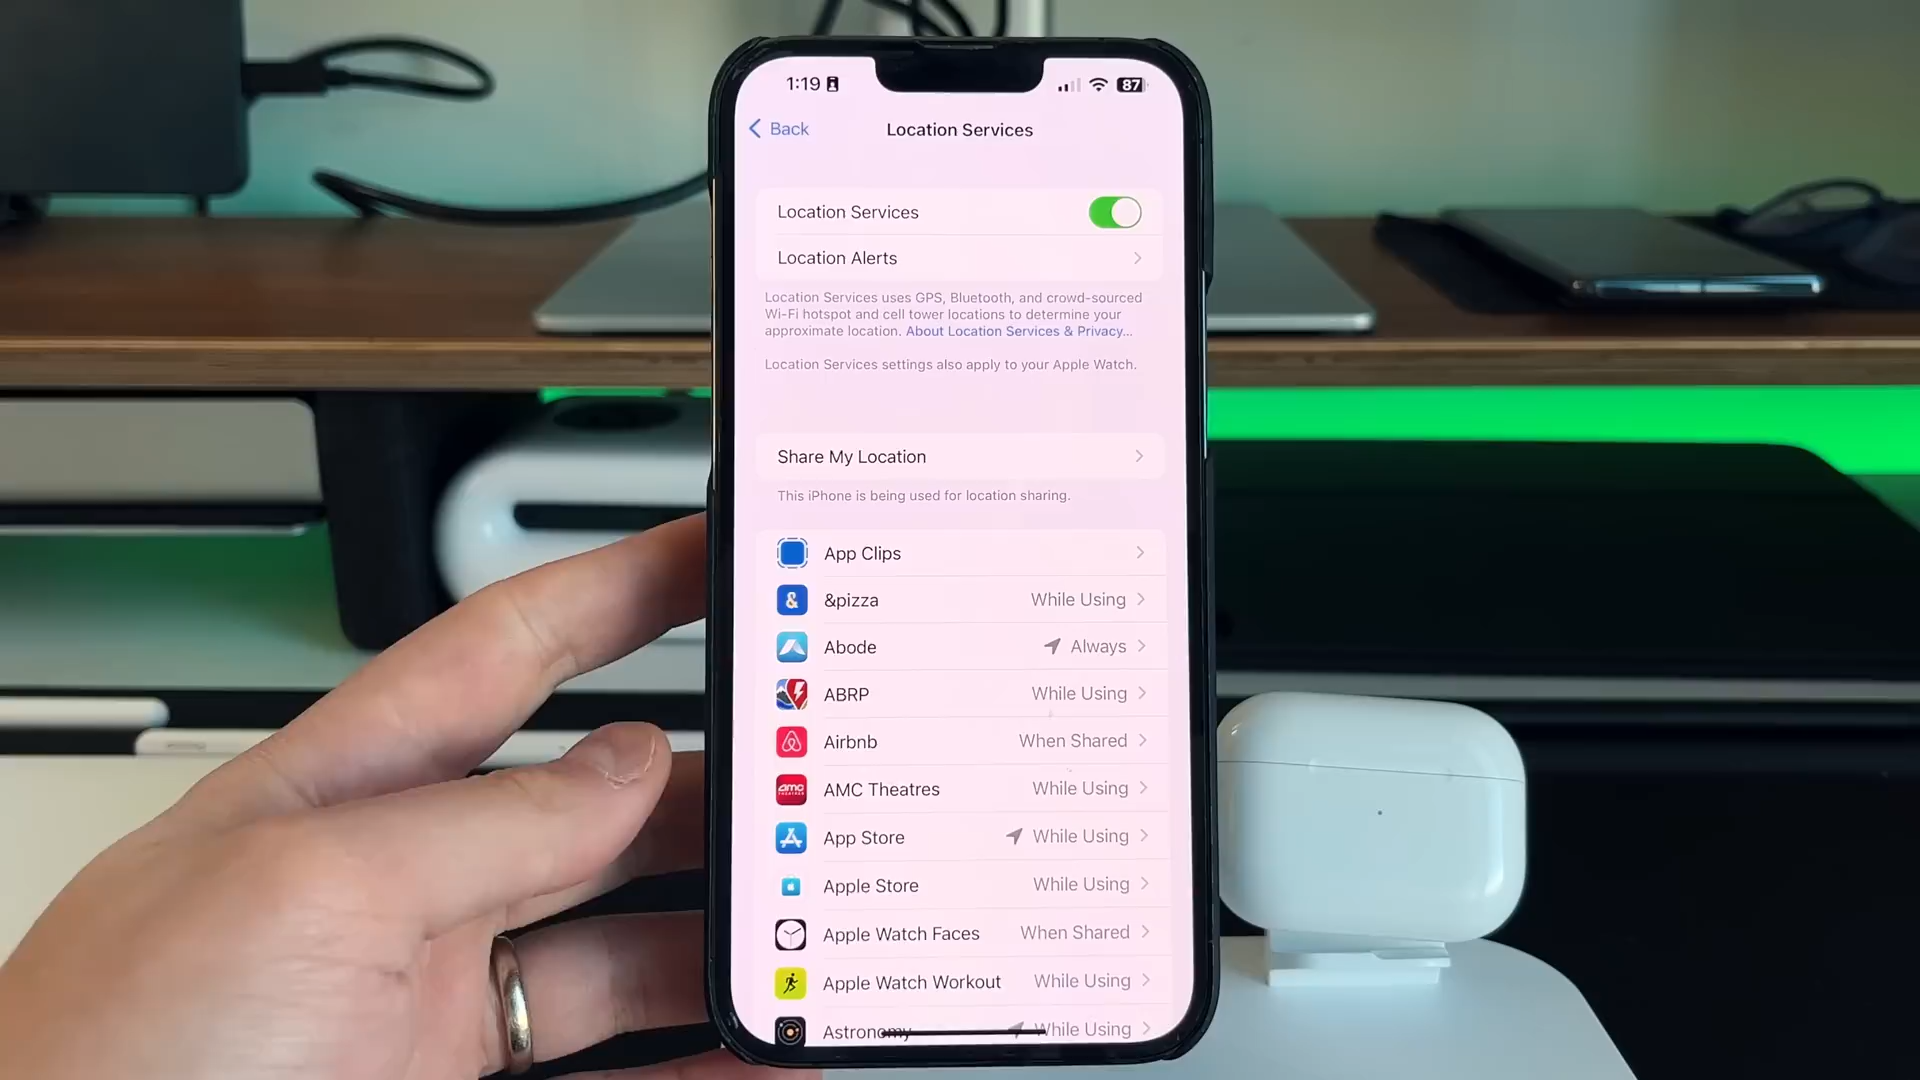 1:19
87
Back
Location Services
Location Services
Location Alerts
Location Services uses GPS, Bluetooth, and crowd-sourced
Wi-Fi hotspot and cell tower locations to determine your
approximate location. About Location Services & Privacy...
Location Services settings also apply to your Apple Watch.
Share My Location
This iPhone is being used for location sharing.
App Clips
& &pizza While Using
Abode Always
ABRP While Using
Airbnb When Shared
amc THEATRES AMC Theatres While Using
App Store While Using
Apple Store While Using
Apple Watch Faces When Shared
Apple Watch Workout While Using
Astronomy While Using